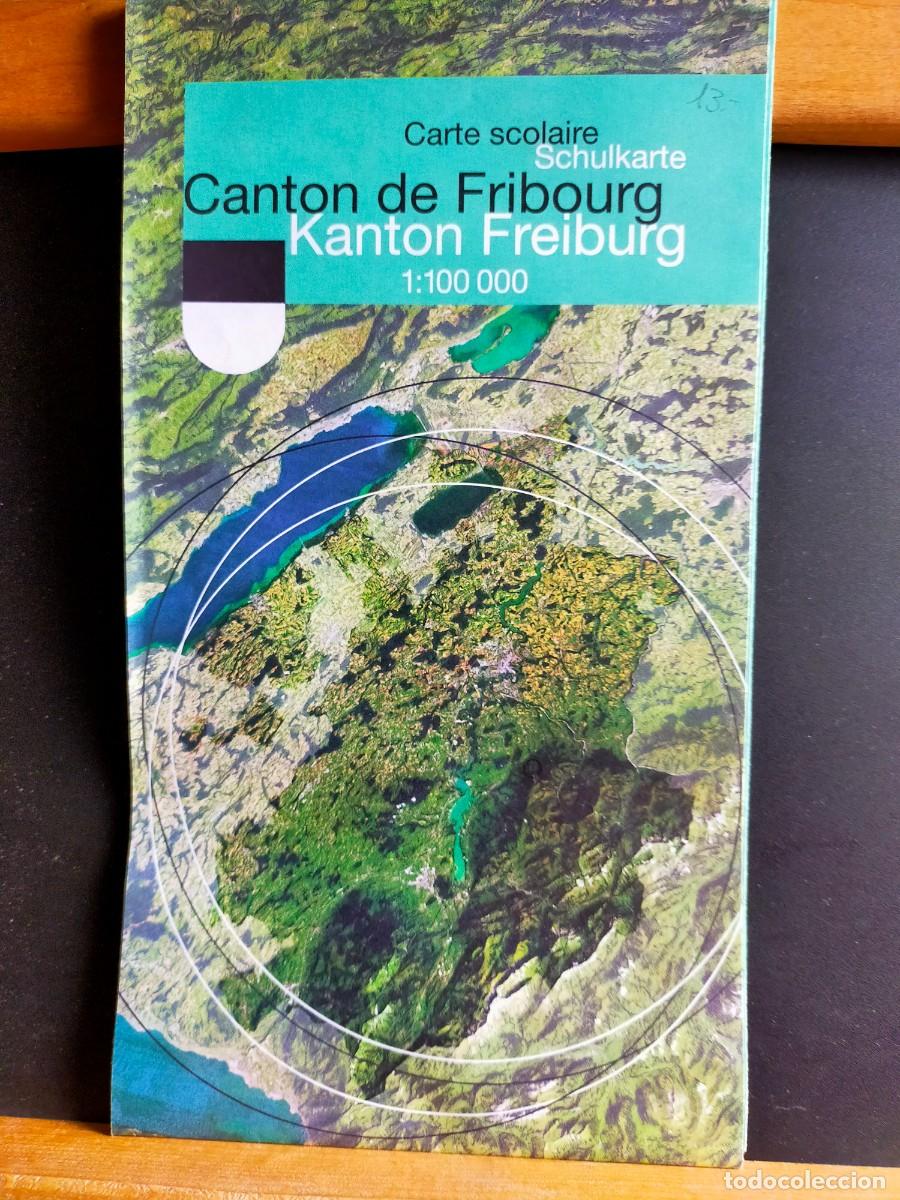 13.-
Carte scolaire
Schulkarte
Canton de Fribourg
Kanton Freiburg
1:100 000
todocoleccion